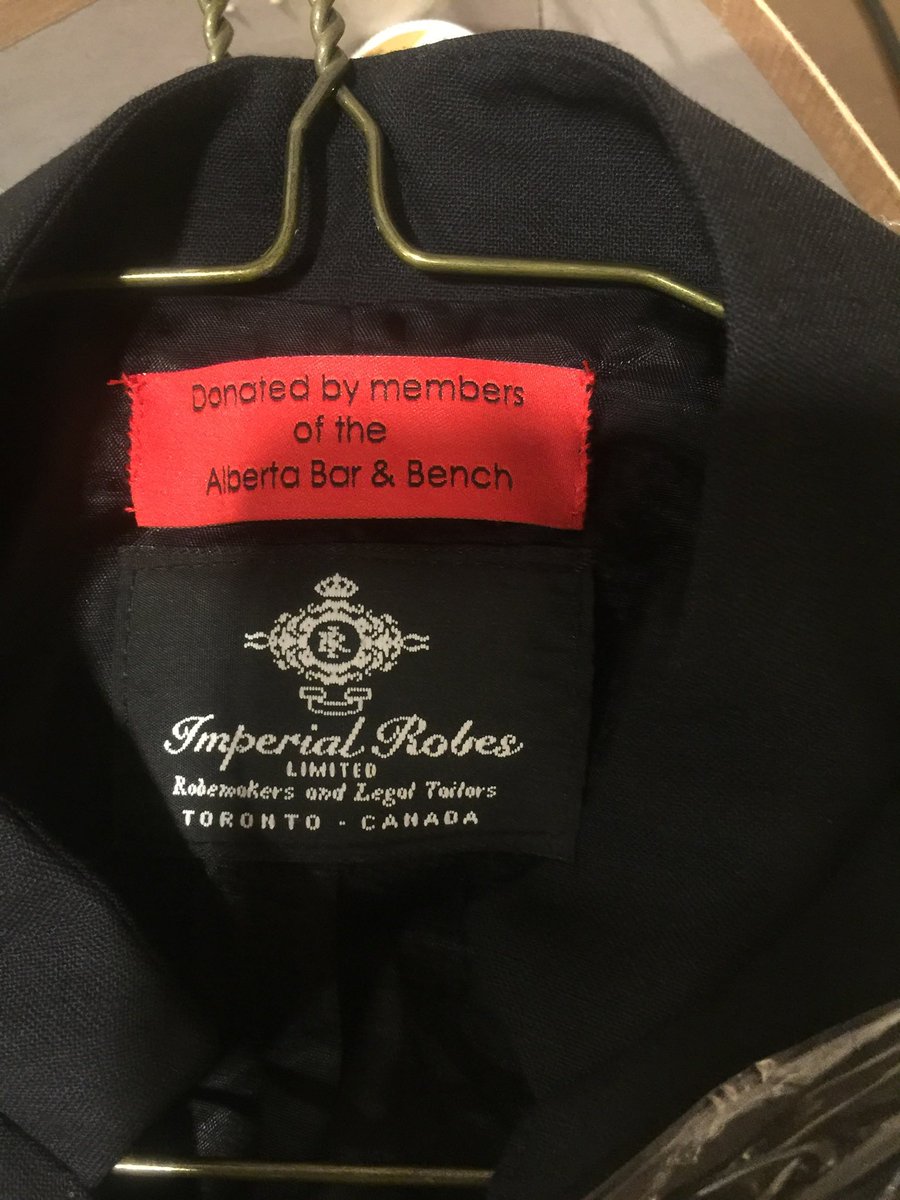 Donated by members
of the
Alberta Bar & Bench
Imperial Robes
LIMITED
Robemakers and Legal Tailors
TORONTO - CANADA